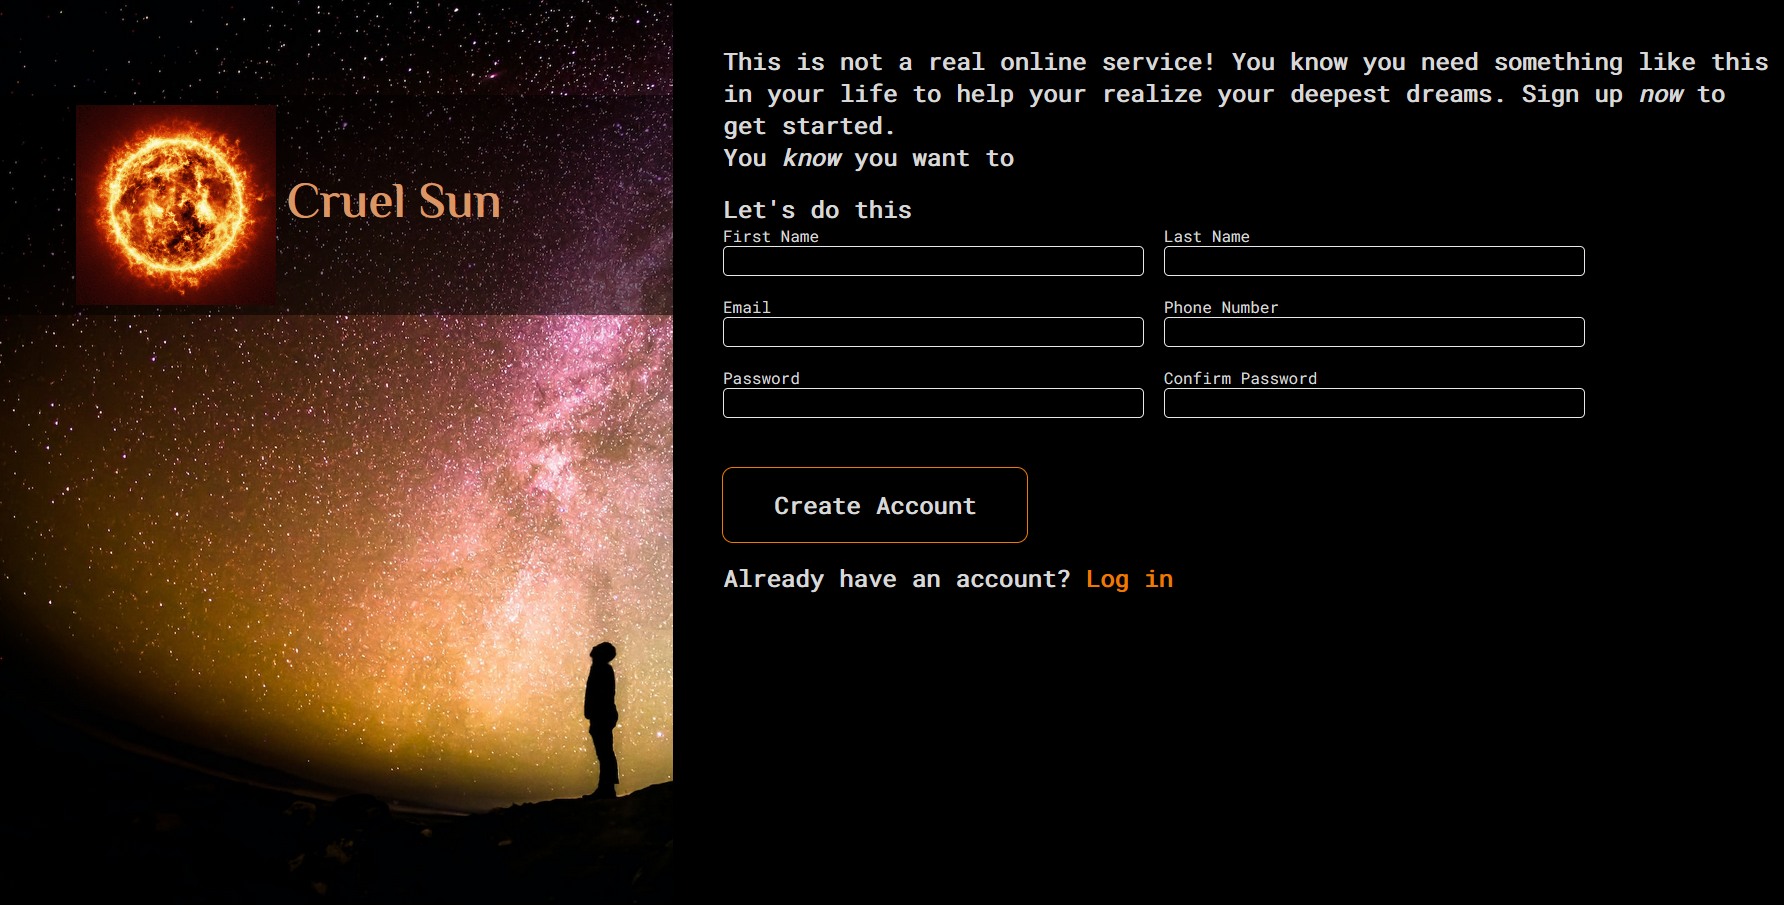 Cruel Sun
This is not a real online service! You know you need something like this
in your life to help your realize your deepest dreams. Sign up now to
get started.
You know you want to
Let's do this
First Name
Last Name
Email
Phone Number
Password
Confirm Password
Create Account
Already have an account? Log in